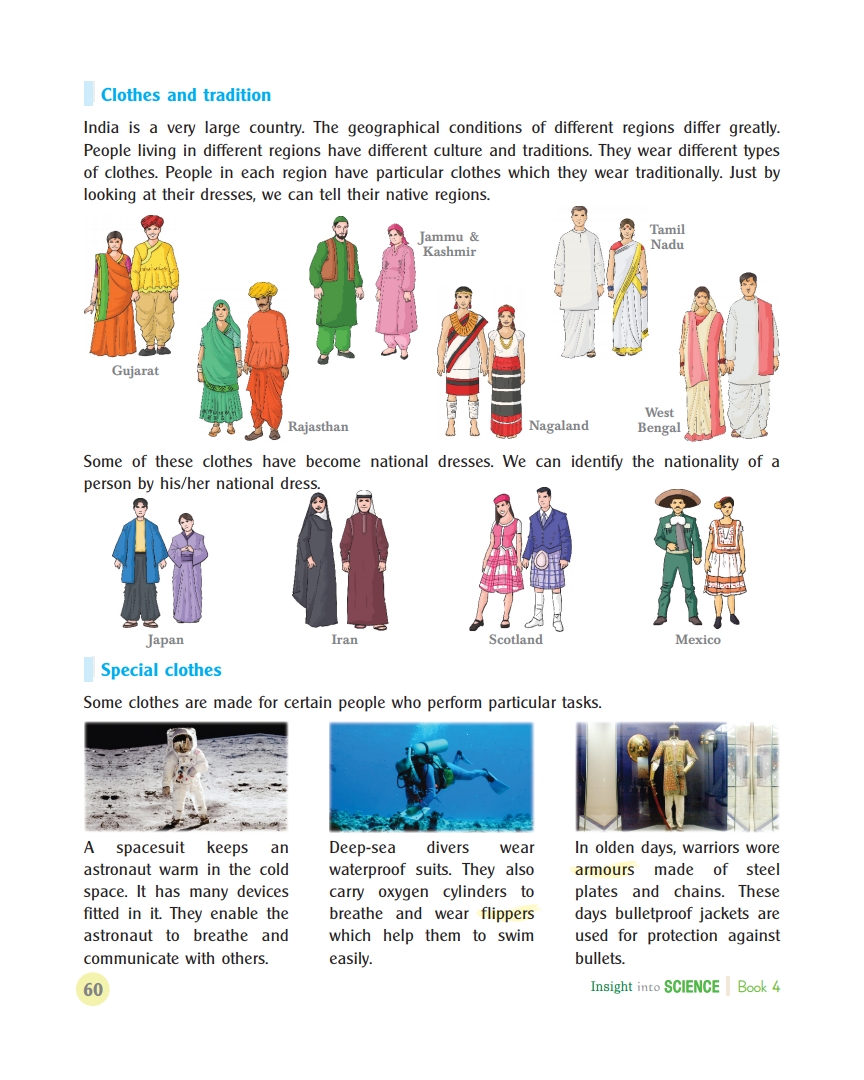 Clothes and tradition
India is a very large country. The geographical conditions of different regions differ greatly.
People living in different regions have different culture and traditions. They wear different types
of clothes. People in each region have particular clothes which they wear traditionally. Just by
looking at their dresses, we can tell their native regions.
Jammu &
Kashmir
Tamil
Nadu
Gujarat
Rajasthan
Nagaland
West
Bengal
Some of these clothes have become national dresses. We can identify the nationality of a
person by his/her national dress.
Japan
Iran
Scotland
Mexico
Special clothes
Some clothes are made for certain people who perform particular tasks.
A spacesuit keeps an
astronaut warm in the cold
space. It has many devices
fitted in it. They enable the
astronaut to breathe and
communicate with others.
Deep-sea divers wear
waterproof suits. They also
carry oxygen cylinders to
breathe and wear flippers
which help them to swim
easily.
In olden days, warriors wore
armours made of steel
plates and chains. These
days bulletproof jackets are
used for protection against
bullets.
60
Insight into SCIENCE Book 4